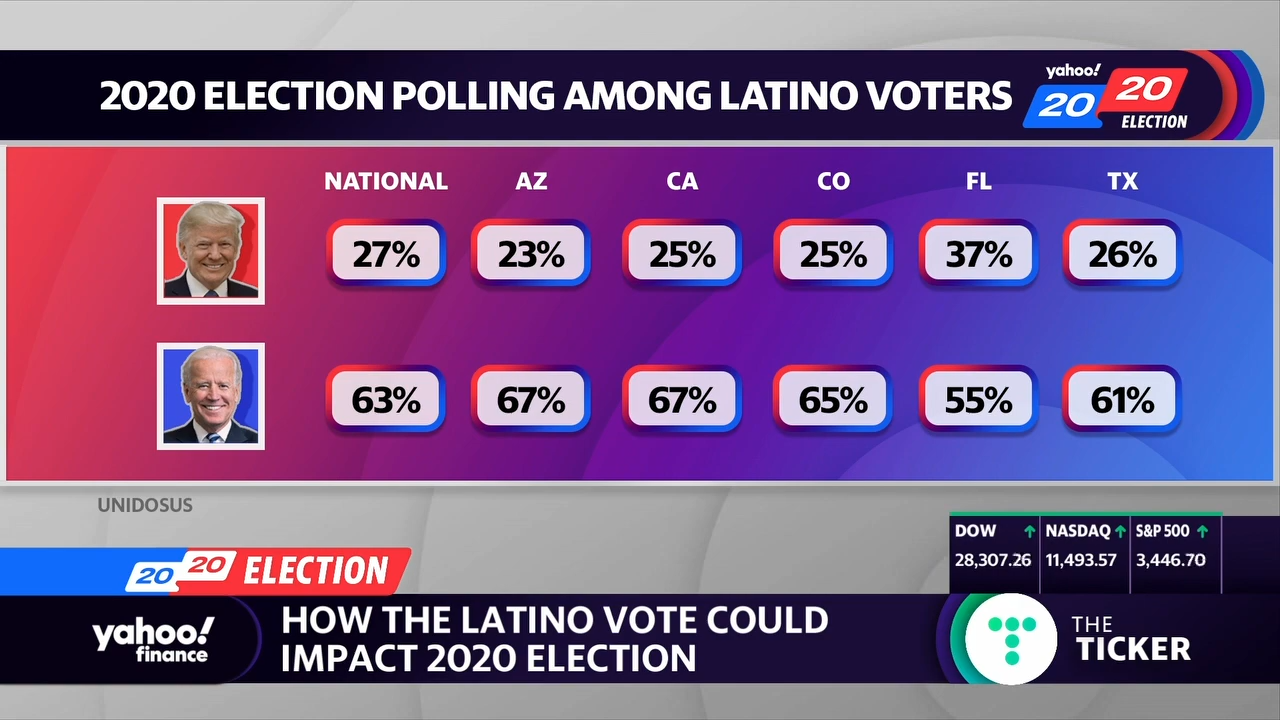 2020 ELECTION POLLING AMONG LATINO VOTERS
yahoo!
20
20
ELECTION
NATIONAL AZ CA CO FL TX
27% 23% 25% 25% 37% 26%
63% 67% 67% 65% 55% 61%
UNIDOSUS
DOW NASDAQ S&P 500
28,307.26 11,493.57 3,446.70
20 20 ELECTION
yahoo!
finance
HOW THE LATINO VOTE COULD
IMPACT 2020 ELECTION
THE
TICKER